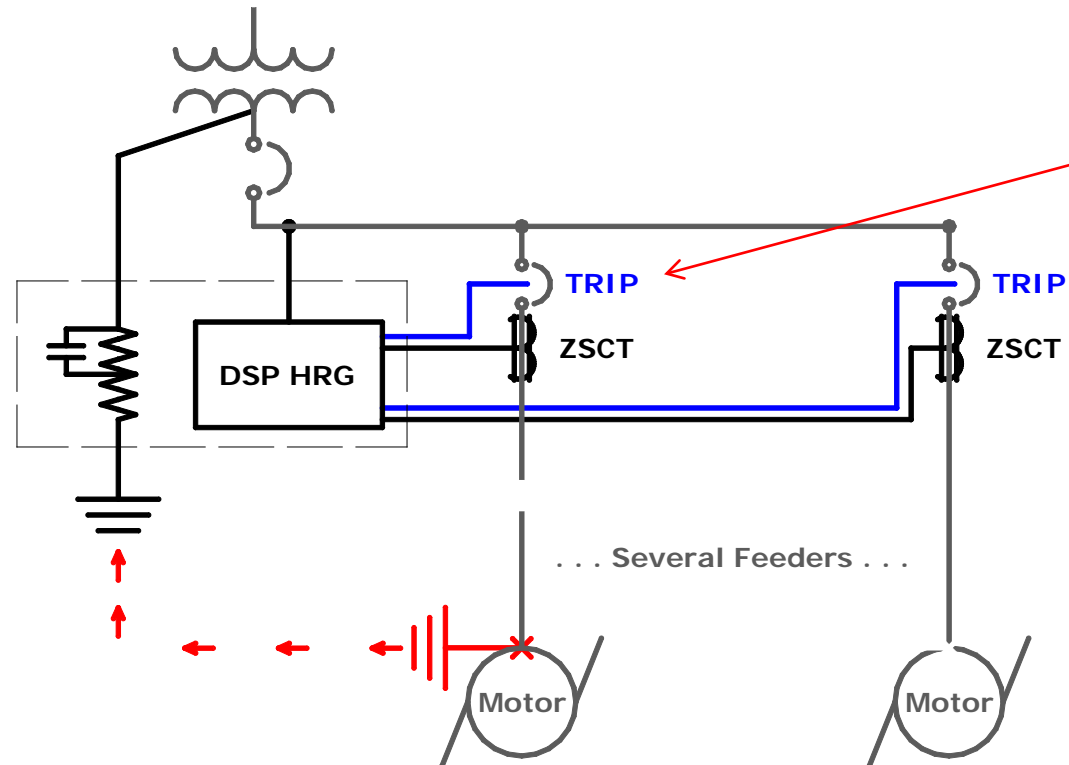 TRIP
TRIP
ZSCT
ZSCT
DSP HRG
. . . Several Feeders . . .
Motor
Motor